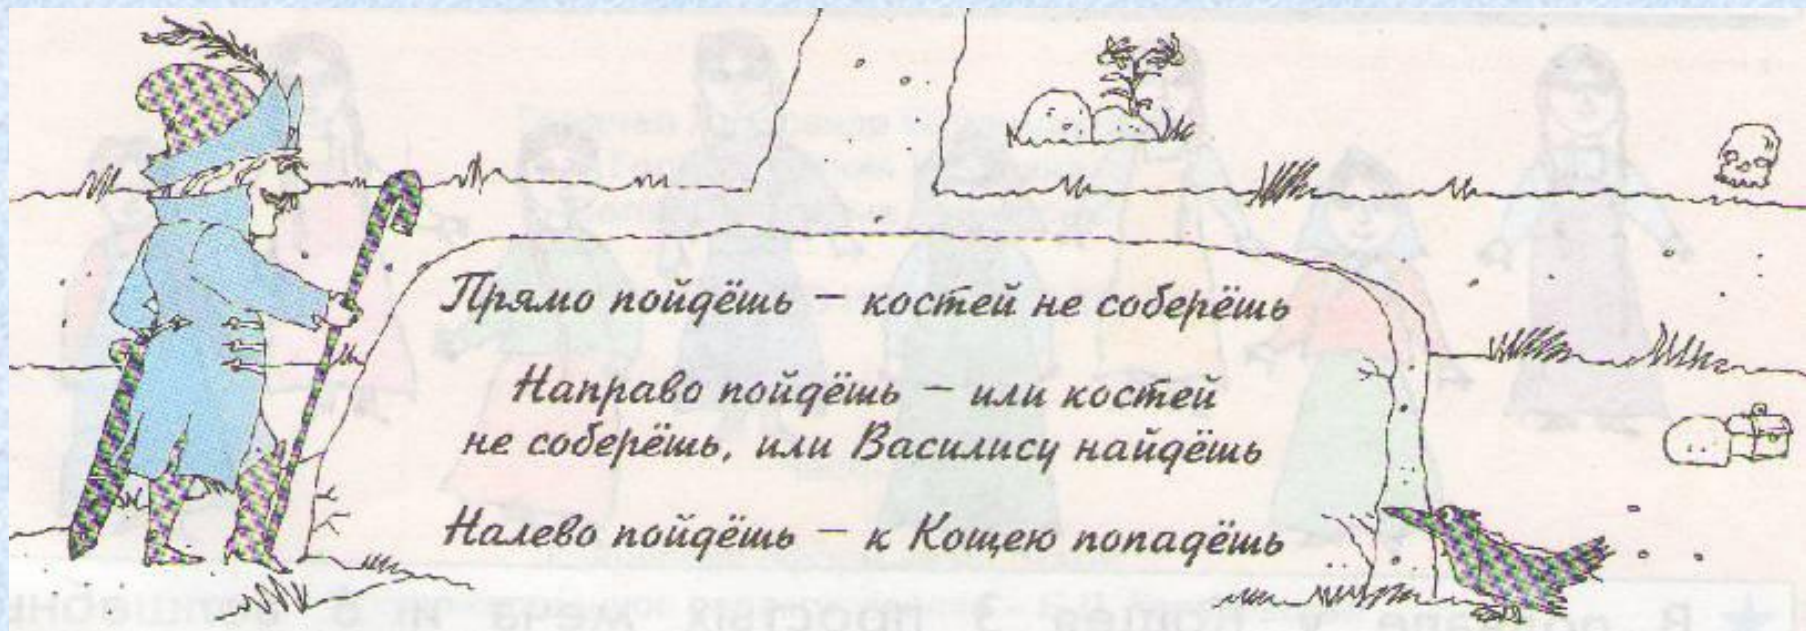 Прямо пойдёшь – костей не соберёшь
Направо пойдёшь – или костей
не соберёшь, или Василису найдёшь
Налево пойдёшь – к Кощею попадёшь